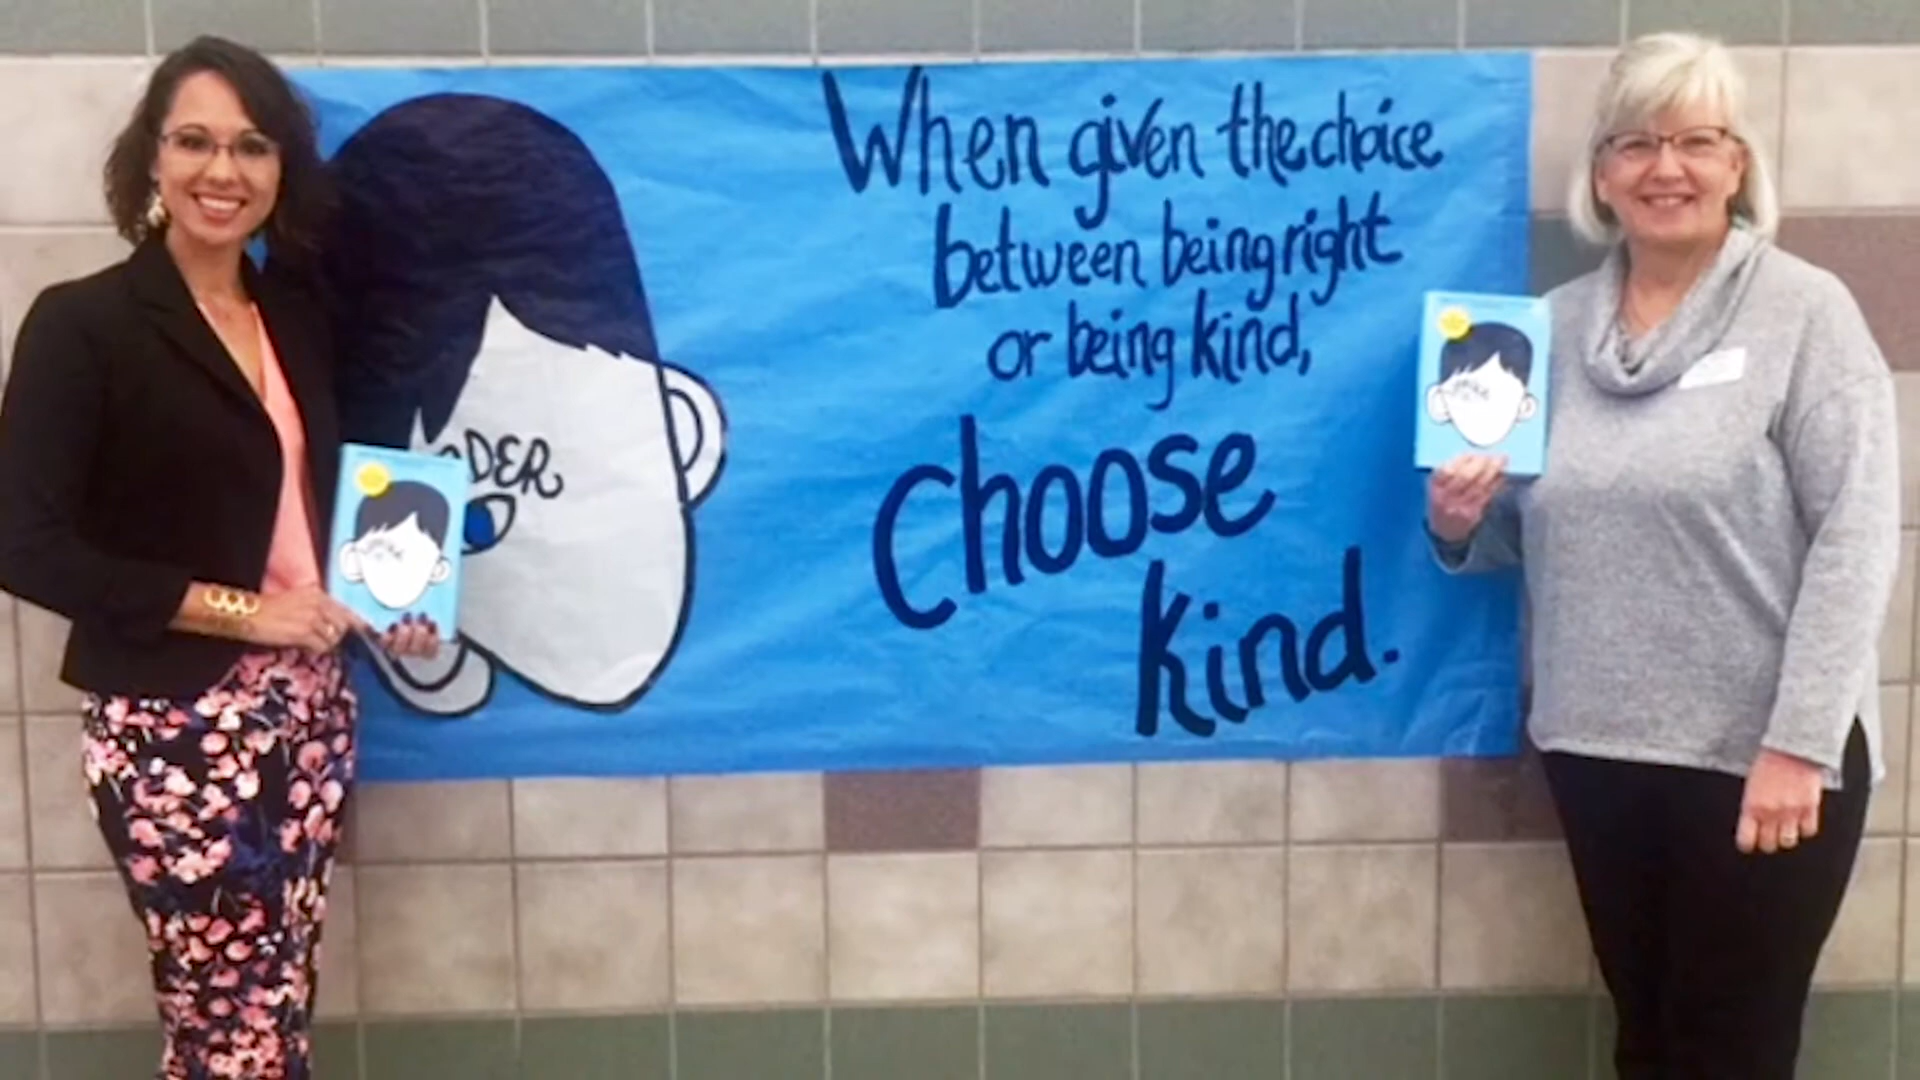 When given the choice
between being right
or being kind,
Choose
kind.
DER